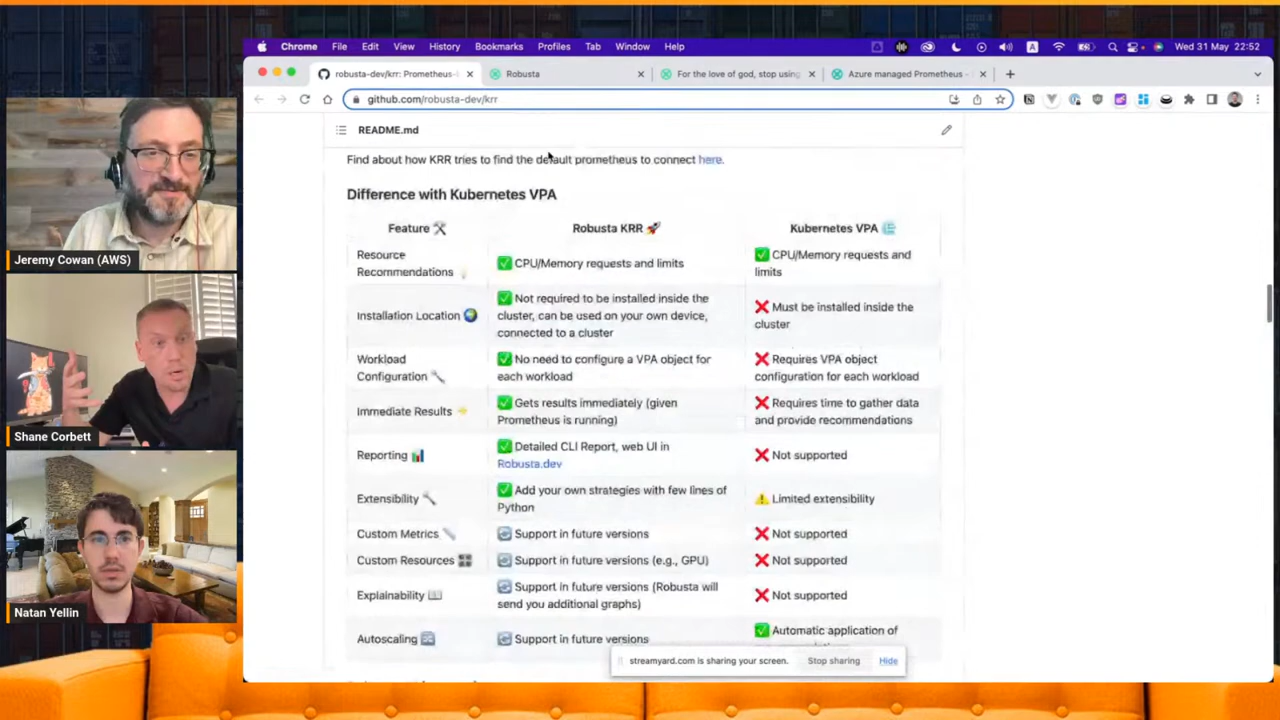 Chrome File Edit View History Bookmarks Profiles Tab Window Help
Wed 31 May 22:52
robusta-dev/krr: Prometheus-
Robusta
For the love of god, stop using
Azure managed Prometheus -
github.com/robusta-dev/krr
README.md
Find about how KRR tries to find the default prometheus to connect here.
Difference with Kubernetes VPA
Feature Robusta KRR Kubernetes VPA
Resource Recommendations
CPU/Memory requests and limits
CPU/Memory requests and
limits
Installation Location
Not required to be installed inside the
cluster, can be used on your own device,
connected to a cluster
Must be installed inside the
cluster
Workload
Configuration
No need to configure a VPA object for
each workload
Requires VPA object
configuration for each workload
Immediate Results
Gets results immediately (given
Prometheus is running)
Requires time to gather data
and provide recommendations
Reporting
Detailed CLI Report, web UI in
Robusta.dev
Not supported
Extensibility
Add your own strategies with few lines of
Python
Limited extensibility
Custom Metrics
Support in future versions
Not supported
Custom Resources
Support in future versions (e.g., GPU)
Not supported
Explainability
Support in future versions (Robusta will
send you additional graphs)
Not supported
Autoscaling
Support in future versions
Automatic application of
streamyard.com is sharing your screen.
Stop sharing
Hide
Jeremy Cowan (AWS)
Shane Corbett
Natan Yellin